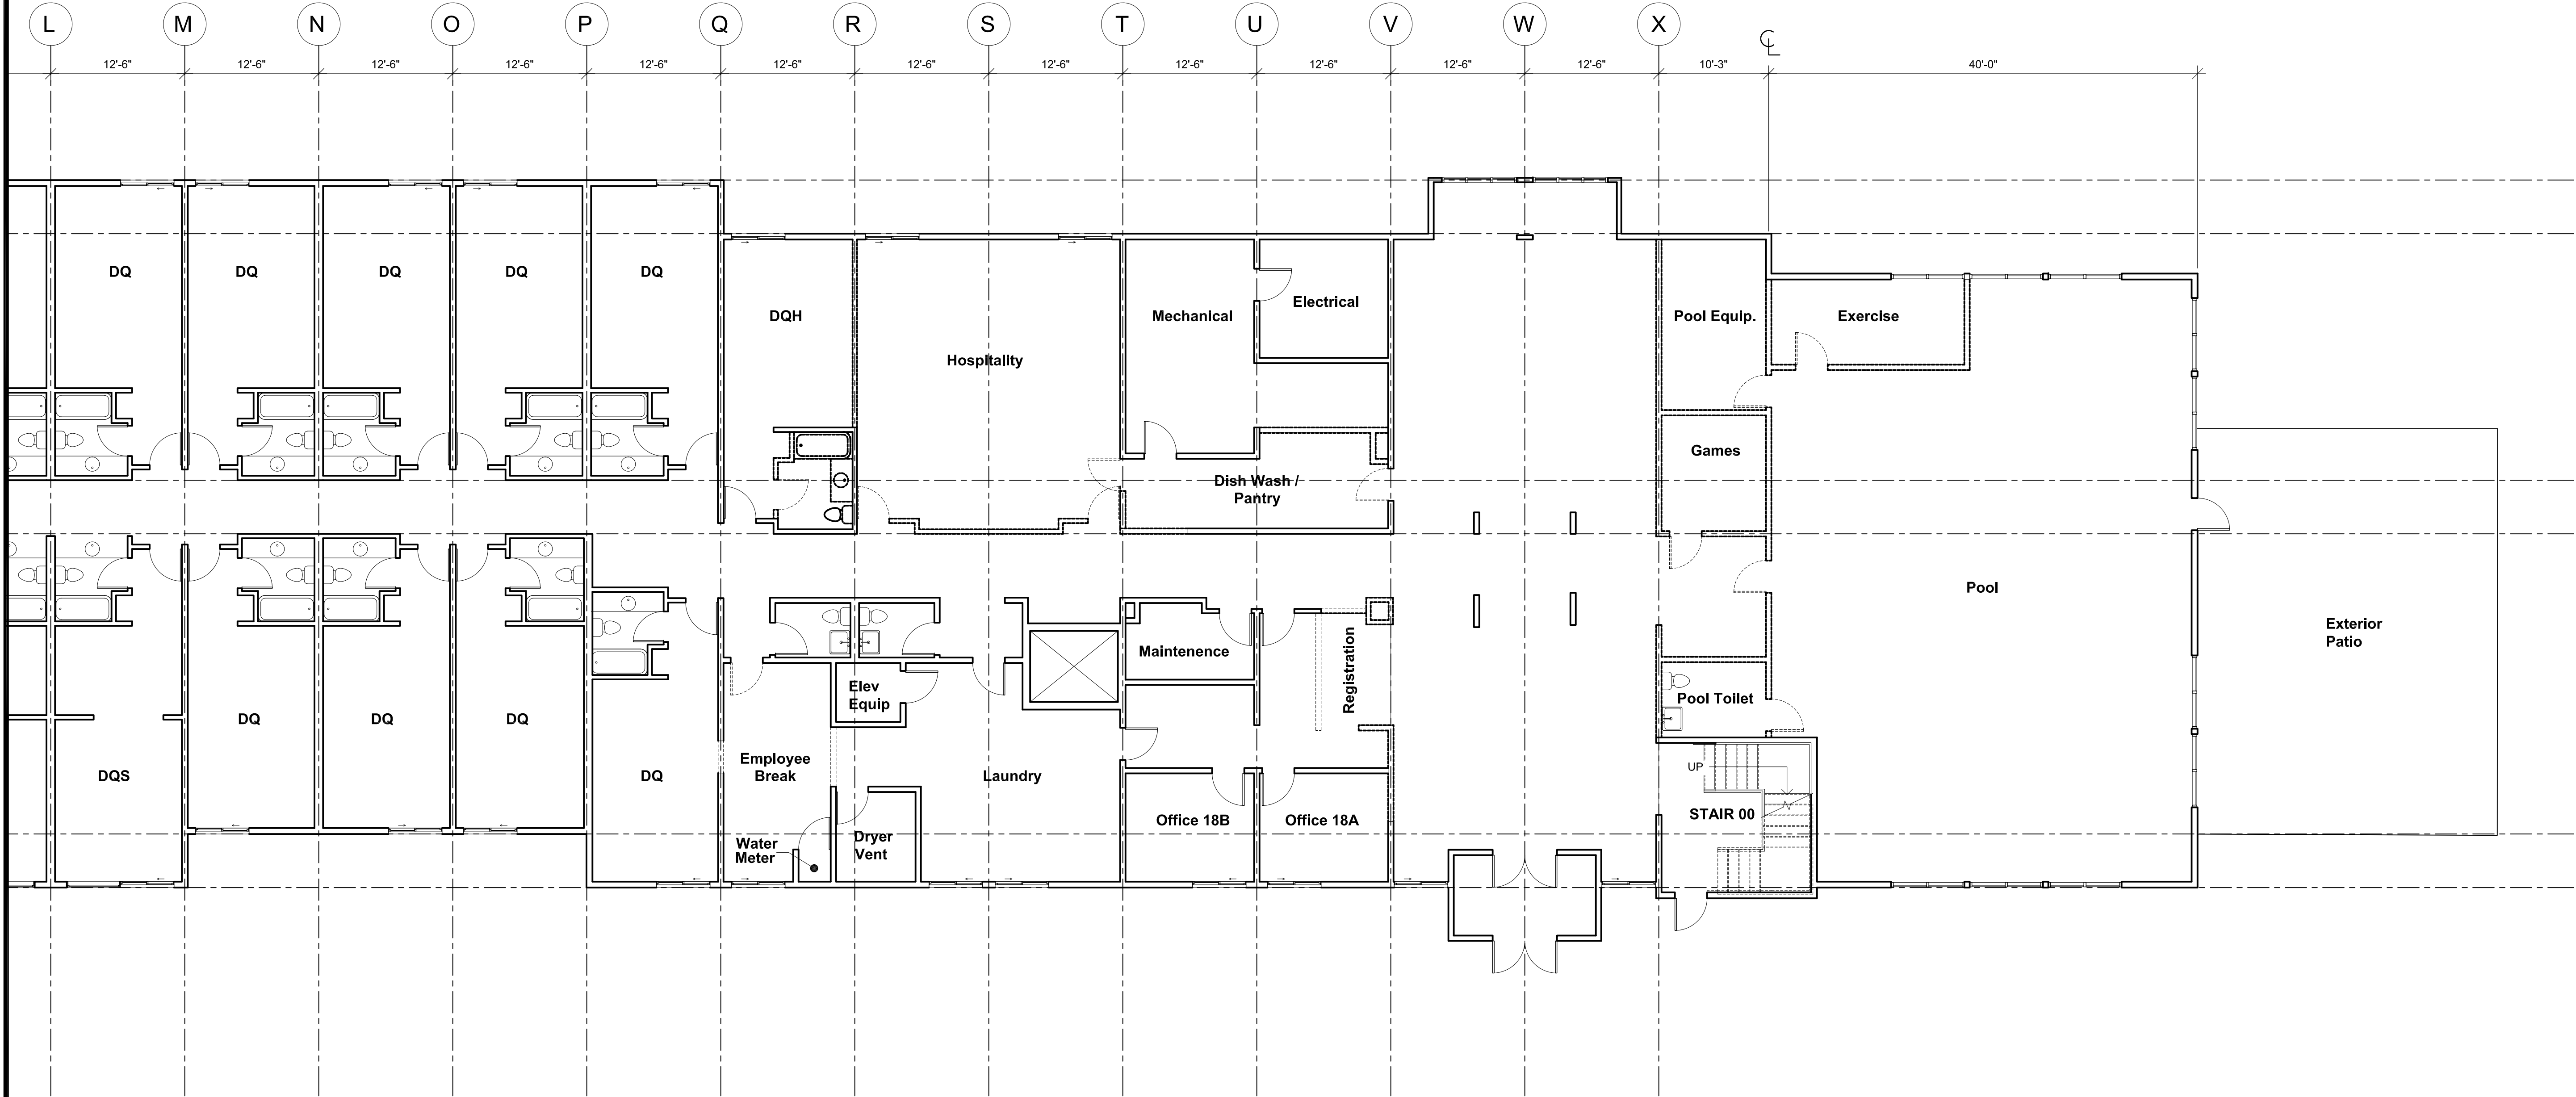 L M N O P Q R S T U V W X CL
12'-6" 12'-6" 12'-6" 12'-6" 12'-6" 12'-6" 12'-6" 12'-6" 12'-6" 12'-6" 12'-6" 12'-6" 10'-3" 40'-0"
DQ DQ DQ DQ DQ
DQH
Hospitality
Mechanical
Electrical
Pool Equip.
Exercise
Games
Dish Wash /
Pantry
Pool
Exterior
Patio
Maintenence
Registration
Elev
Equip
Pool Toilet
DQS
DQ DQ DQ
DQ
Employee
Break
Laundry
UP
STAIR 00
Office 18B
Office 18A
Water
Meter
Dryer
Vent